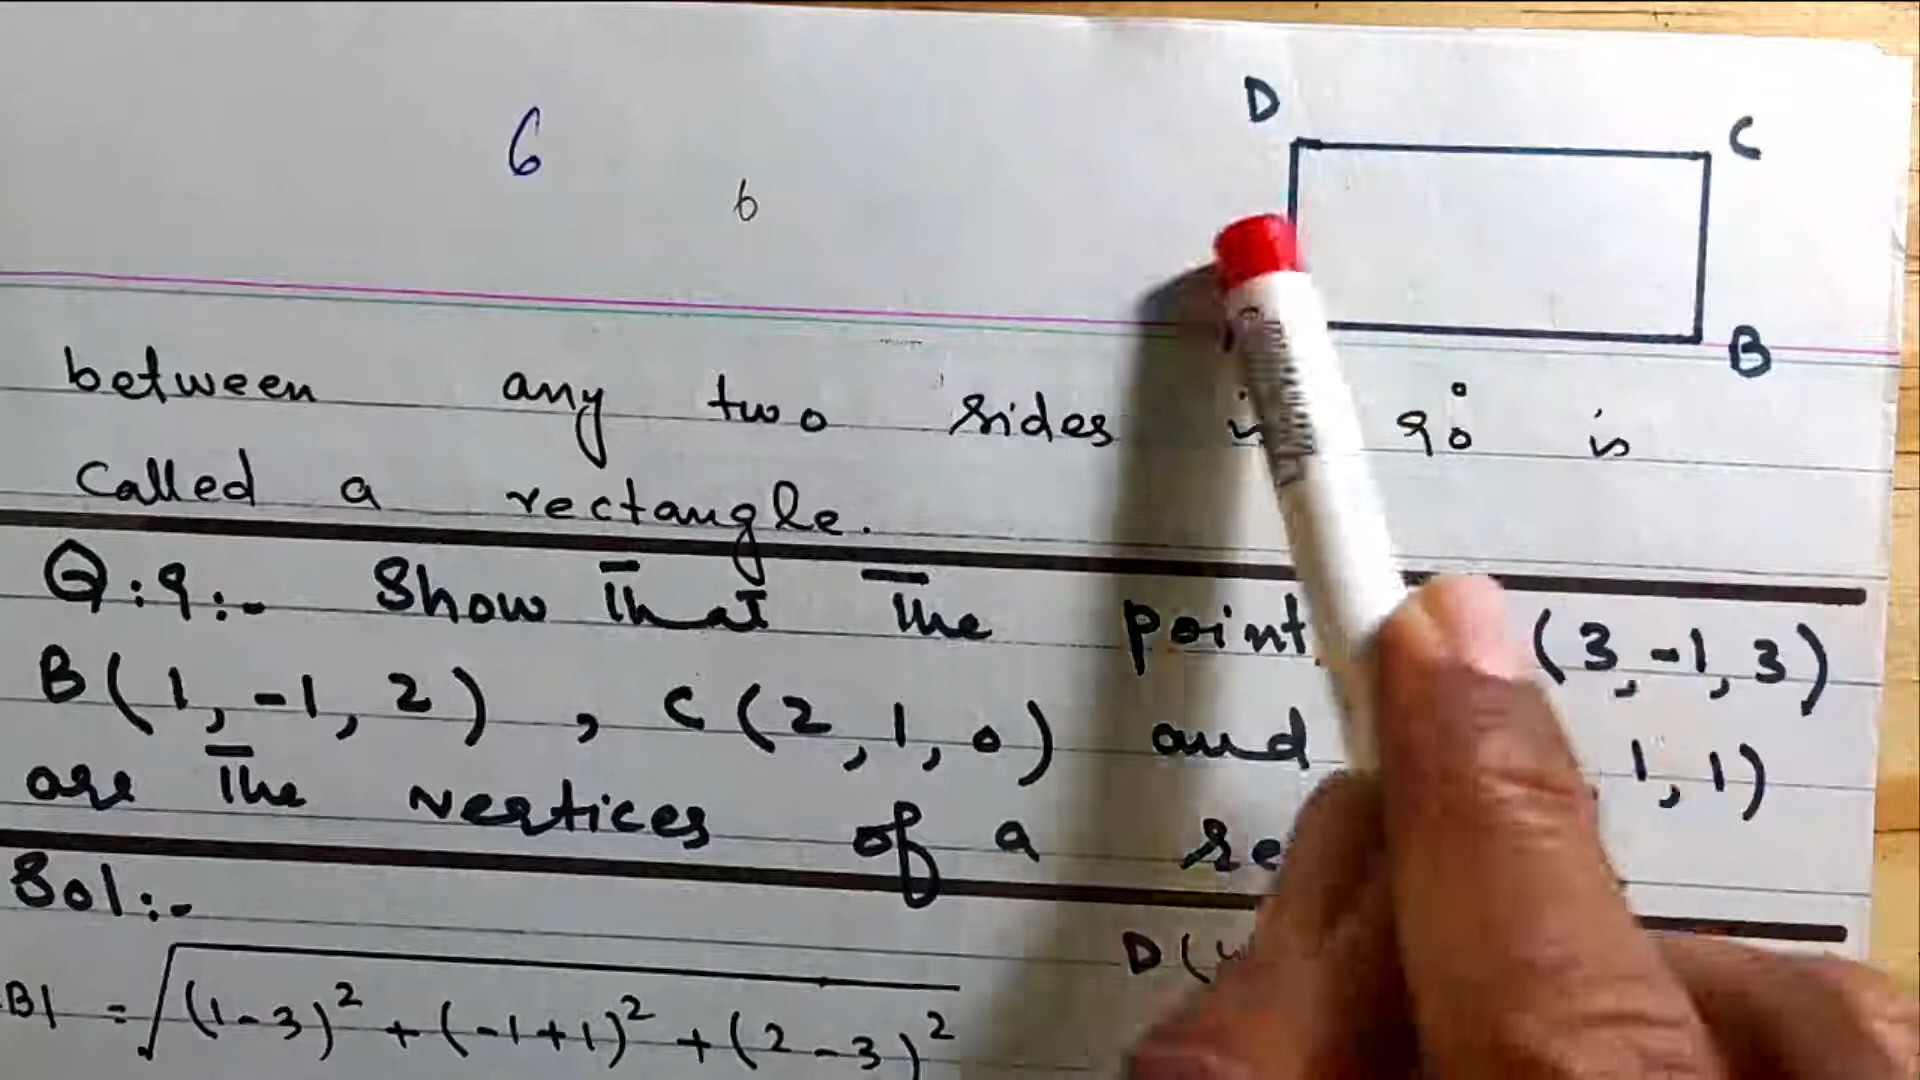 D
C
6
6
B
between any two sides is 90° is
called a rectangle.
Q:9:- Show that the point (3,-1,3)
B(1,-1,2) , C(2,1,0) and 1,1)
are the vertices of a
Sol:-
D(4
B| = √(1-3)² + (-1+1)² + (2-3)²